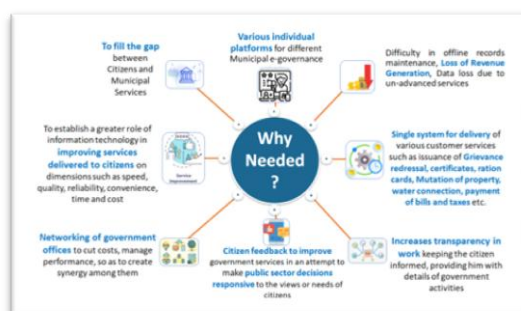 To fill the gap
between
Citizens and
Municipal
Services
Various individual
platforms for different
Municipal e-governance
Difficulty in offline records
maintenance, Loss of Revenue
Generation, Data loss due to
un-advanced services
To establish a greater role of
information technology in
improving services
delivered to citizens on
dimensions such as speed,
quality, reliability, convenience,
time and cost
Service Improvement
Why
Needed
?
Single system for delivery of
various customer services
such as issuance of Grievance
redressal, certificates, ration
cards, Mutation of property,
water connection, payment
of bills and taxes etc.
Networking of government
offices to cut costs, manage
performance, so as to create
synergy among them
Citizen feedback to improve
government services in an attempt to
make public sector decisions
responsive to the views or needs of
citizens
Increases transparency in
work keeping the citizen
informed, providing him with
details of government
activities